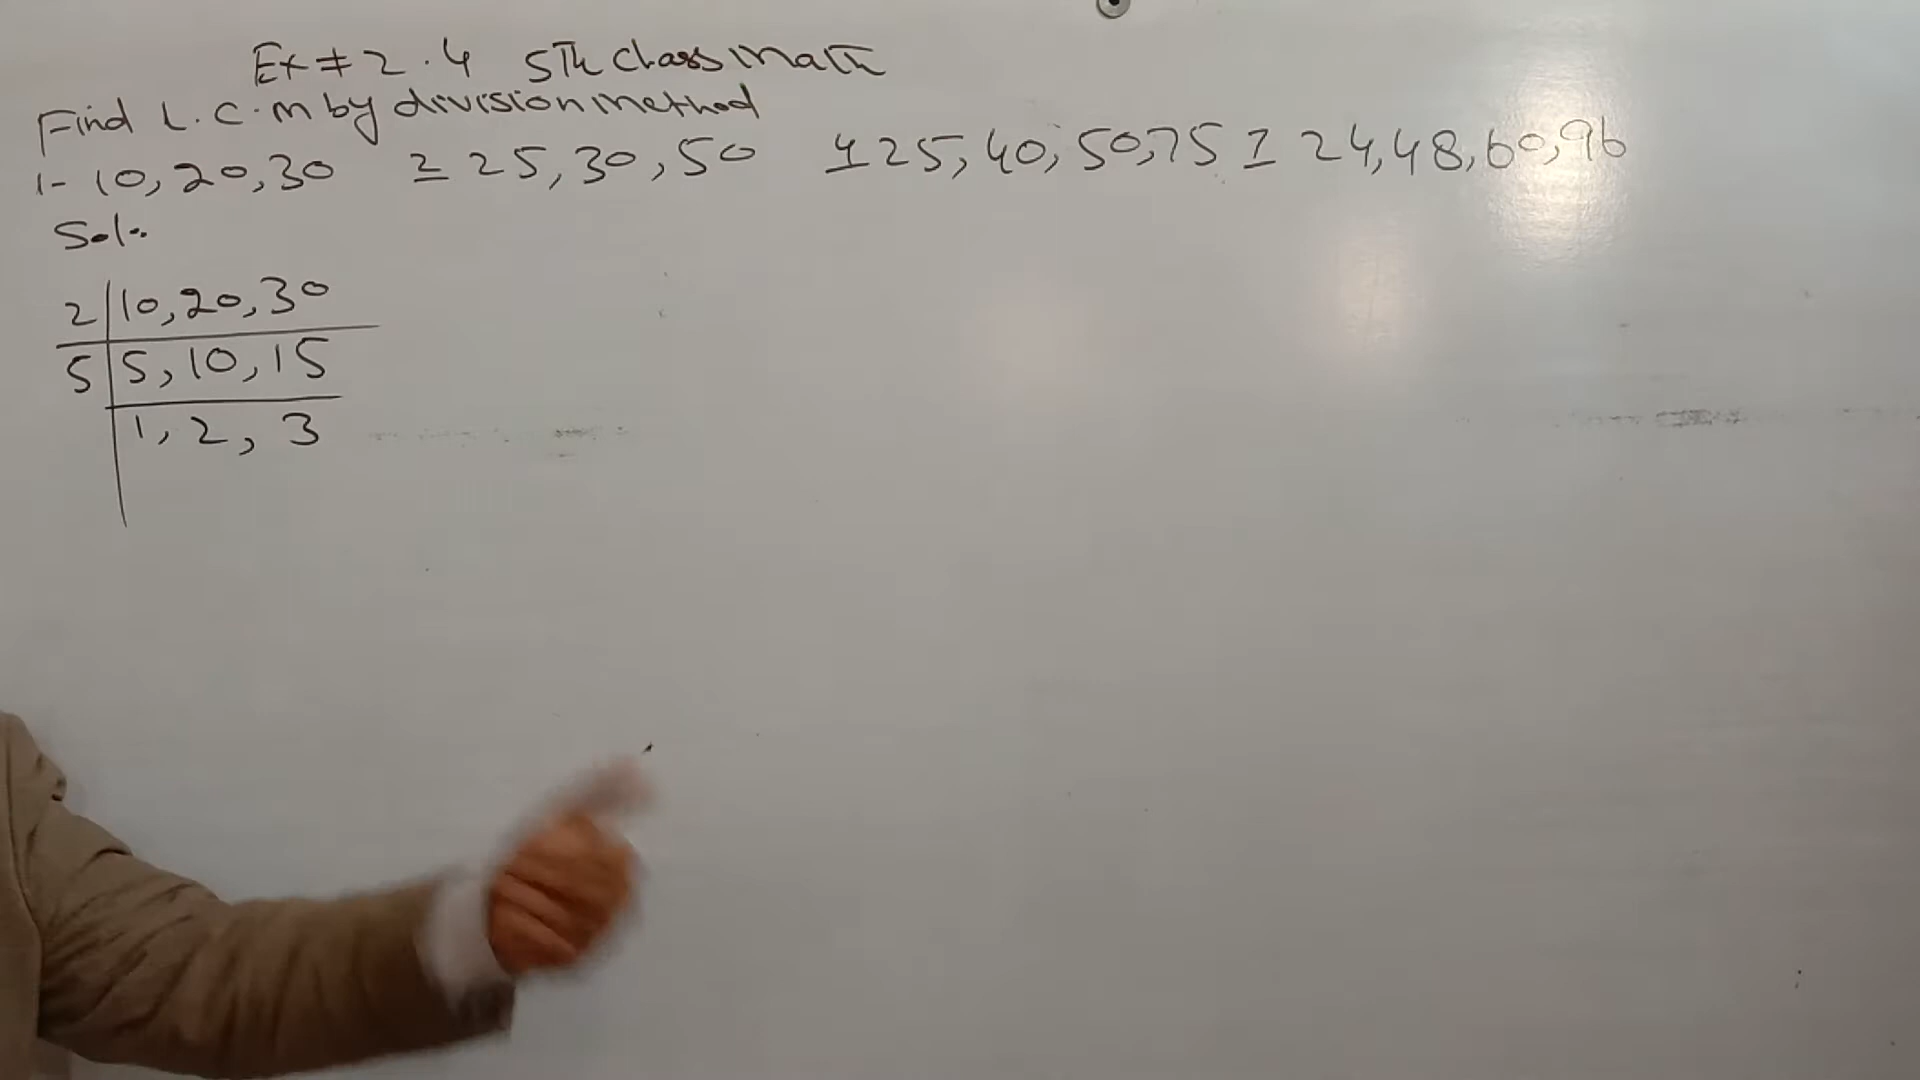 Ex # 2.4 5Th class math
Find L.C.M by division method
1- 10, 20, 30 2 25, 30, 50 4 25, 40, 50, 75 7 24, 48, 60, 96
Sol:
2 | 10, 20, 30
5 | 5, 10, 15
1, 2, 3